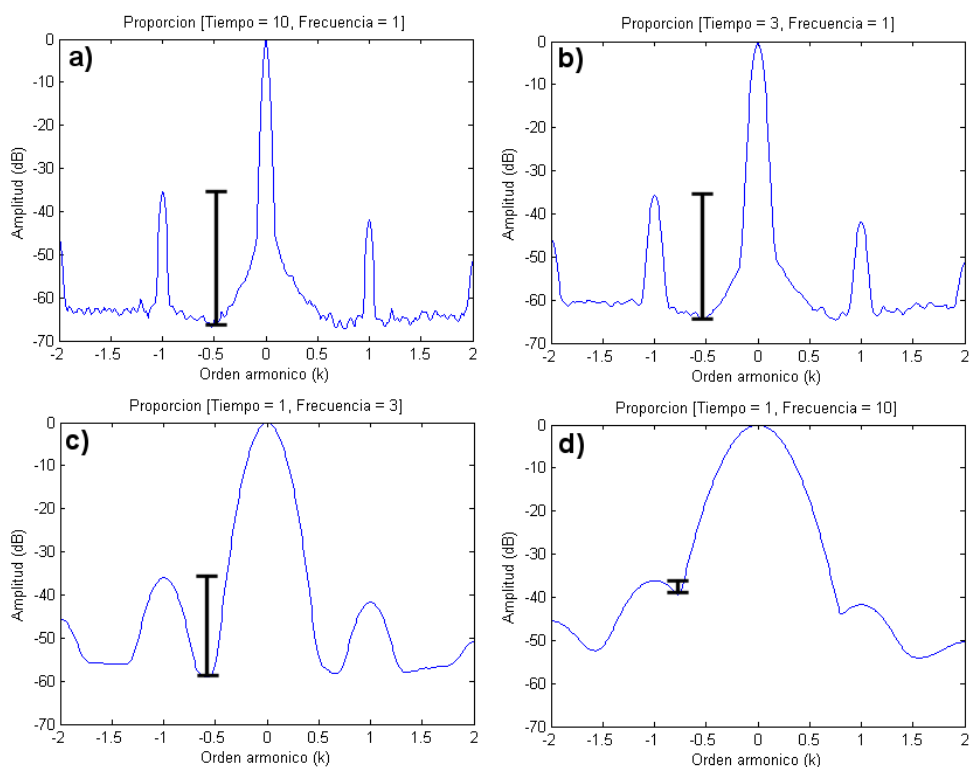 Proporcion [Tiempo = 10, Frecuencia = 1]
a)
Amplitud (dB)
0
-10
-20
-30
-40
-50
-60
-70
-2 -1.5 -1 -0.5 0 0.5 1 1.5 2
Orden armonico (k)
Proporcion [Tiempo = 3, Frecuencia = 1]
b)
Amplitud (dB)
0
-10
-20
-30
-40
-50
-60
-70
-2 -1.5 -1 -0.5 0 0.5 1 1.5 2
Orden armonico (k)
Proporcion [Tiempo = 1, Frecuencia = 3]
c)
Amplitud (dB)
0
-10
-20
-30
-40
-50
-60
-70
-2 -1.5 -1 -0.5 0 0.5 1 1.5 2
Orden armonico (k)
Proporcion [Tiempo = 1, Frecuencia = 10]
d)
Amplitud (dB)
0
-10
-20
-30
-40
-50
-60
-70
-2 -1.5 -1 -0.5 0 0.5 1 1.5 2
Orden armonico (k)